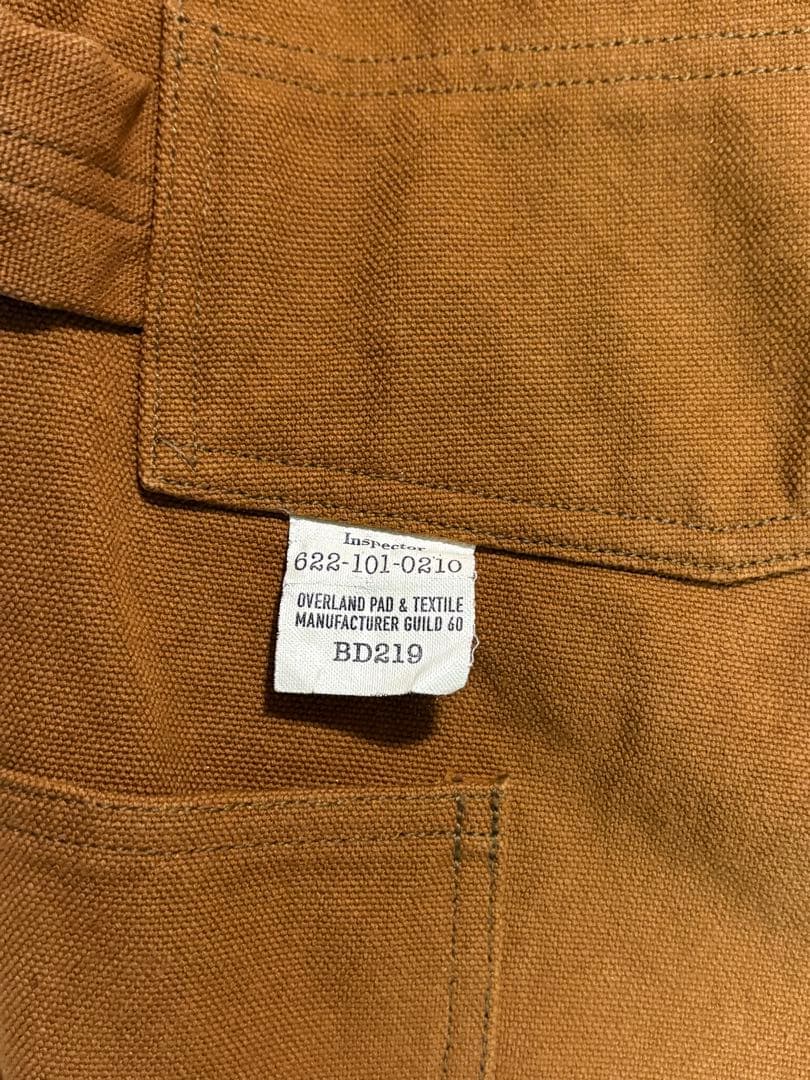 Inspector
622-101-0210
OVERLAND PAD & TEXTILE
MANUFACTURER GUILD 60
BD219